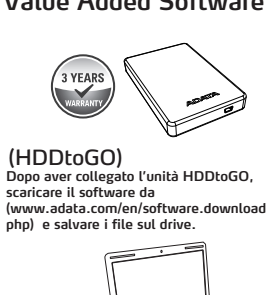 Value Added Software
3 YEARS
WARRANTY
ADATA
(HDDtoGO)
Dopo aver collegato l'unità HDDtoGO,
scaricare il software da
(www.adata.com/en/software.download
php) e salvare i file sul drive.